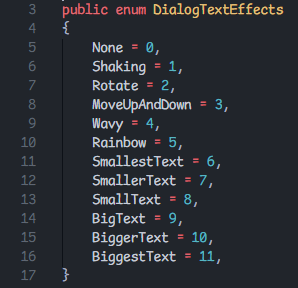 3 public enum DialogTextEffects
4 {
5 None = 0,
6 Shaking = 1,
7 Rotate = 2,
8 MoveUpAndDown = 3,
9 Wavy = 4,
10 Rainbow = 5,
11 SmallestText = 6,
12 SmallerText = 7,
13 SmallText = 8,
14 BigText = 9,
15 BiggerText = 10,
16 BiggestText = 11,
17 }